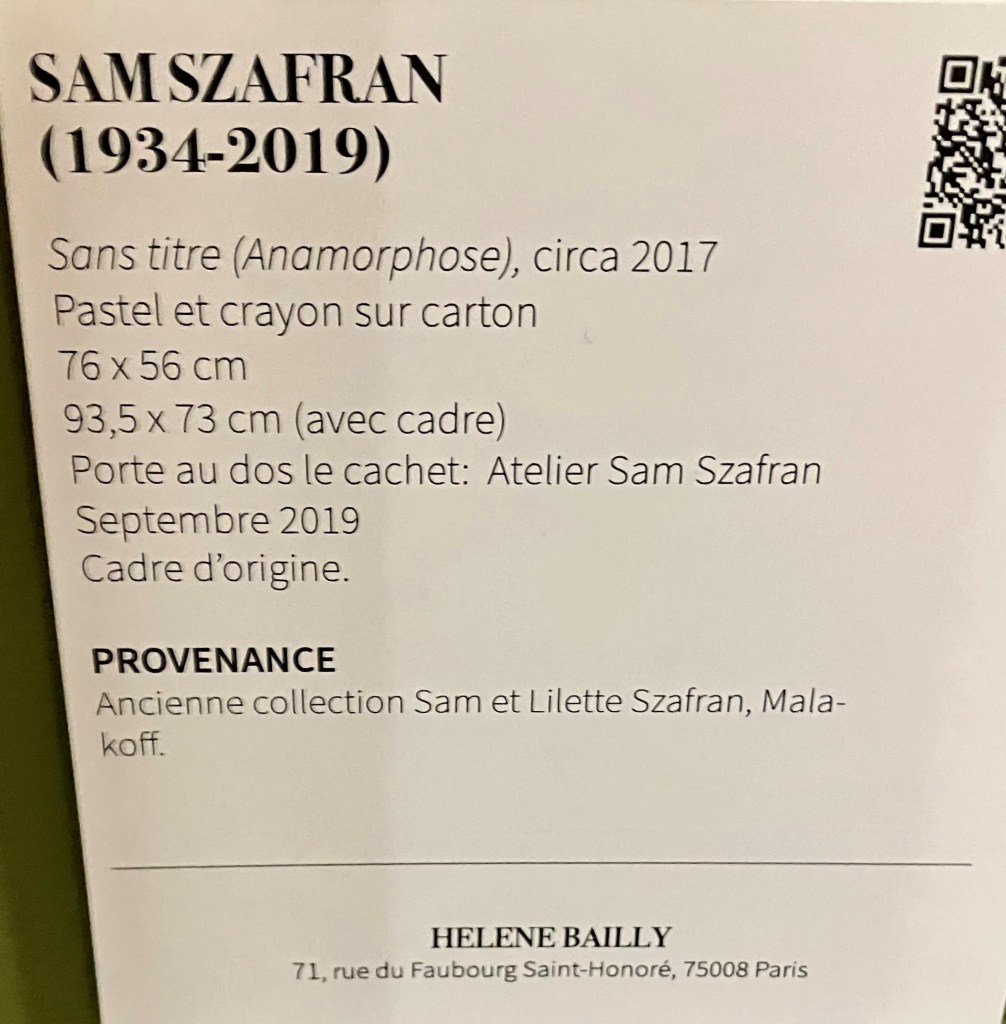 SAM SZAFRAN
(1934-2019)
Sans titre (Anamorphose), circa 2017
Pastel et crayon sur carton
76 x 56 cm
93,5 x 73 cm (avec cadre)
Porte au dos le cachet: Atelier Sam Szafran
Septembre 2019
Cadre d'origine.
PROVENANCE
Ancienne collection Sam et Lilette Szafran, Mala-
koff.
HELENE BAILLY
71, rue du Faubourg Saint-Honoré, 75008 Paris